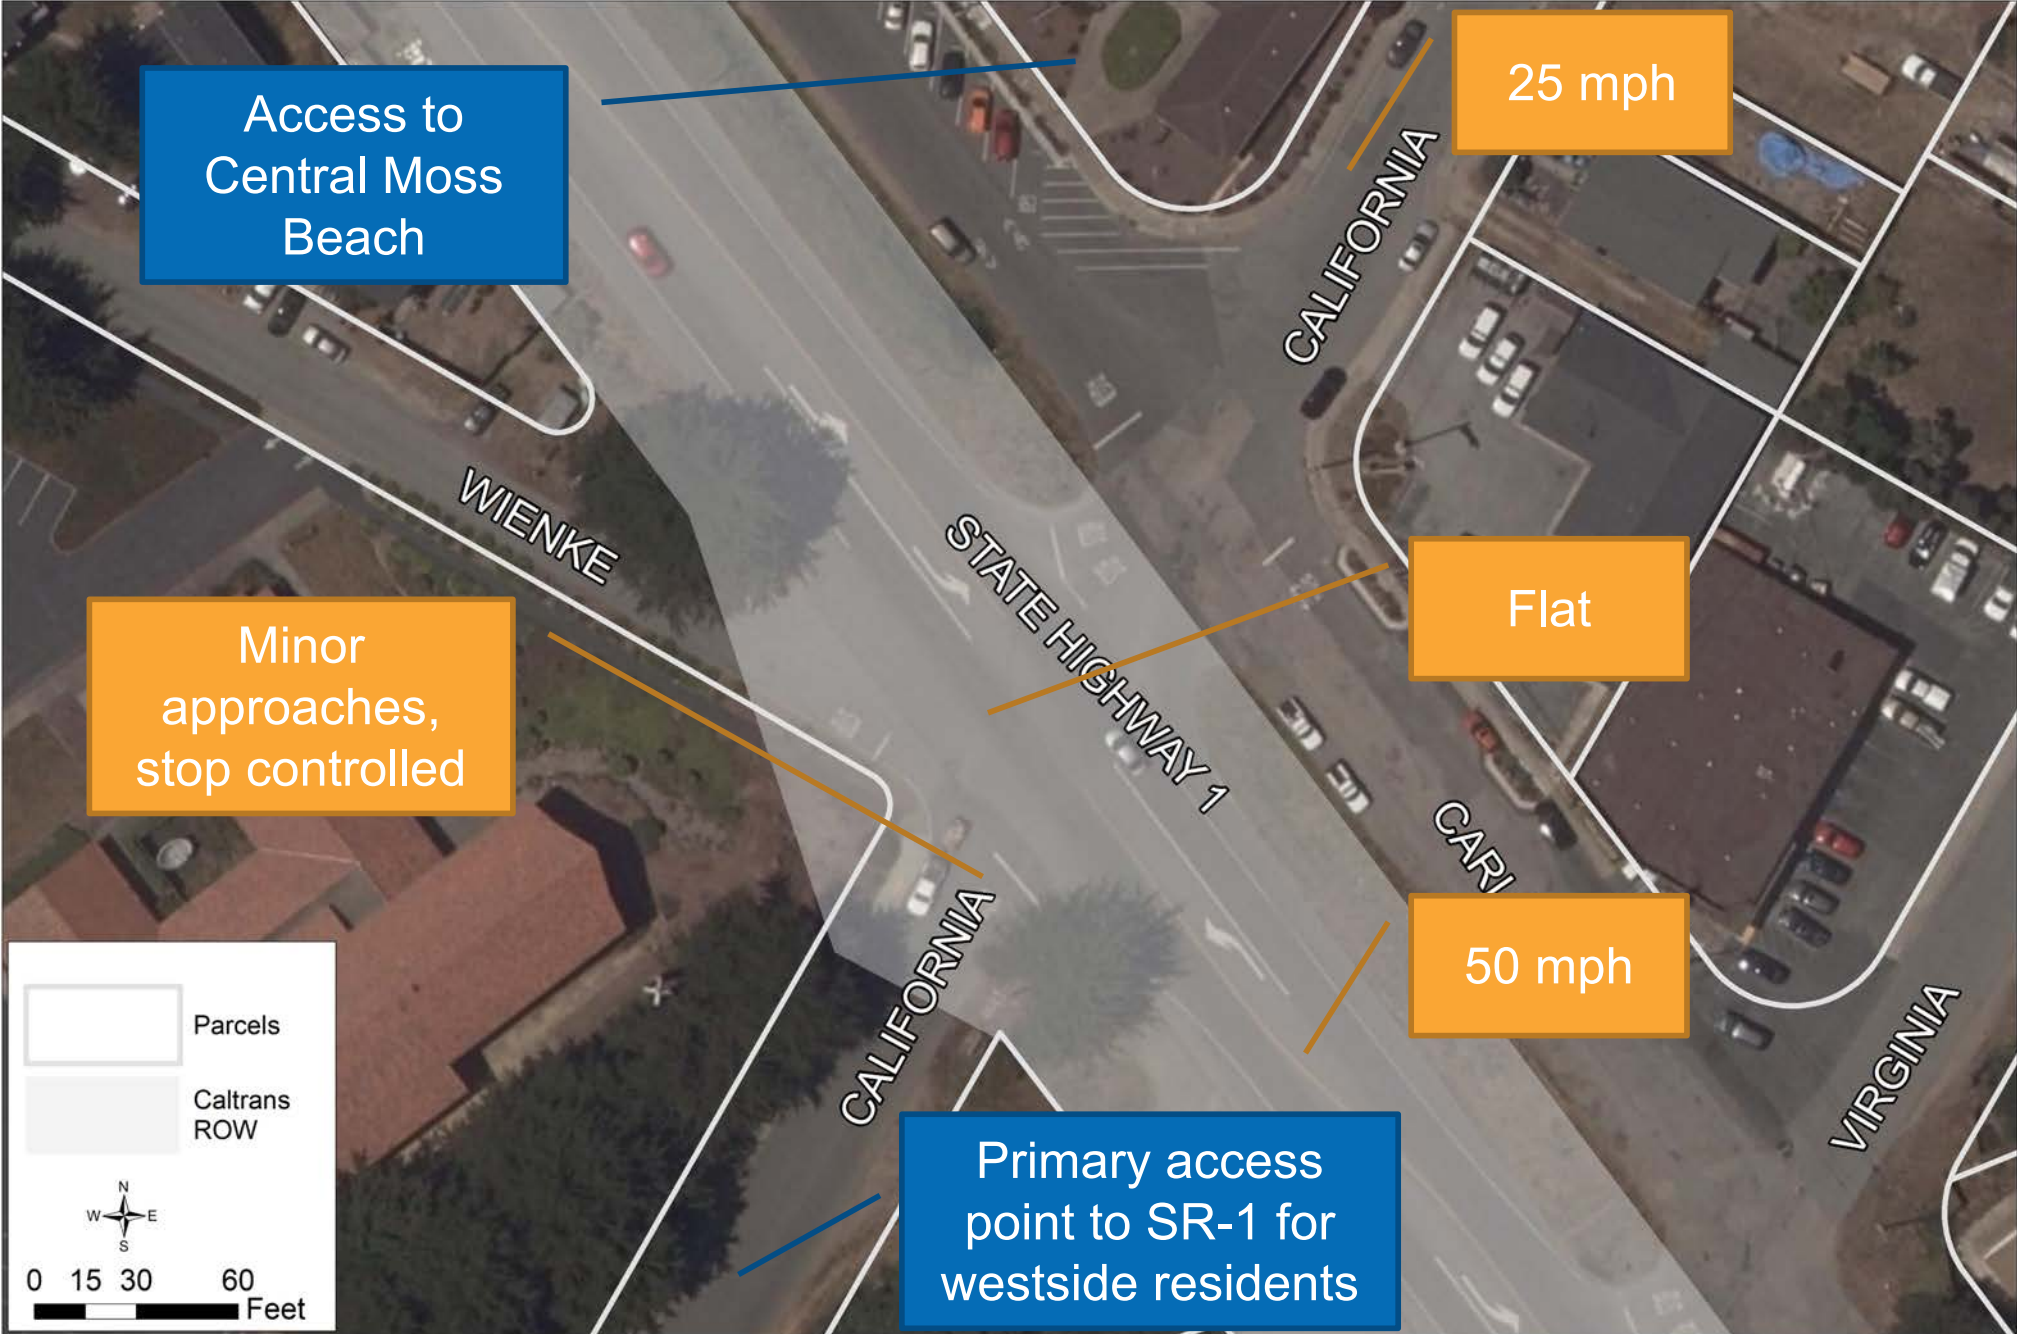 Access to
Central Moss
Beach
25 mph
CALIFORNIA
WIENKE
STATE HIGHWAY 1
Flat
Minor
approaches,
stop controlled
CARL
50 mph
CALIFORNIA
VIRGINIA
Primary access
point to SR-1 for
westside residents
Parcels
Caltrans
ROW
N
W E
S
0 15 30 60
Feet